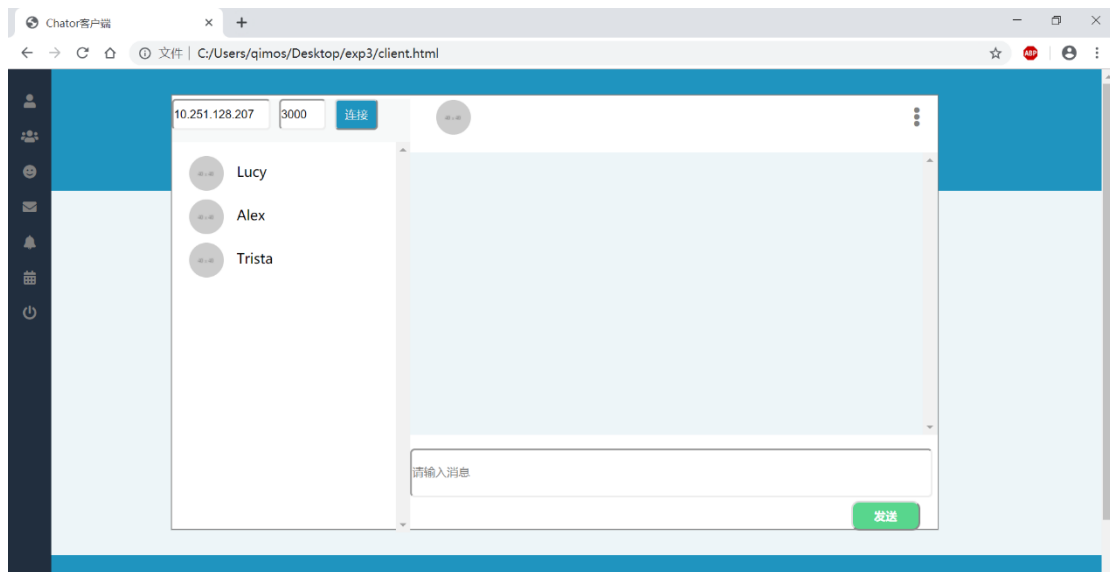 Chator客户端
文件 | C:/Users/qimos/Desktop/exp3/client.html
ABP
10.251.128.207 3000 连接
Lucy
Alex
Trista
请输入消息
发送